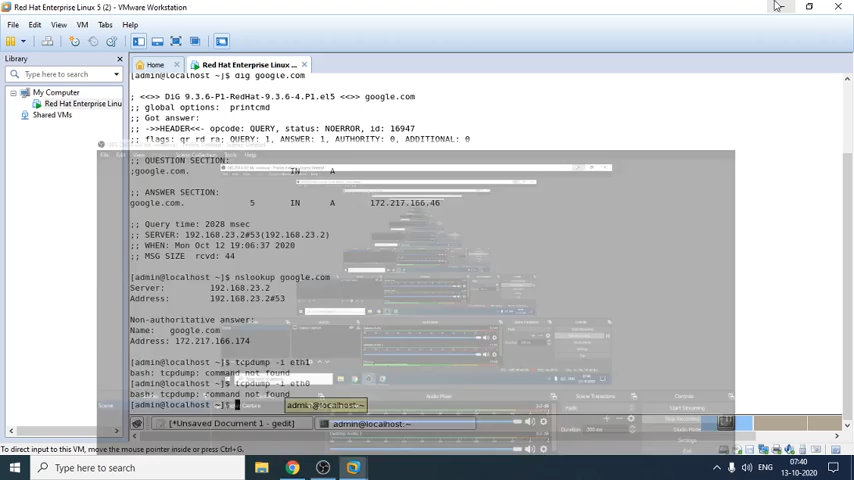 Red Hat Enterprise Linux 5 (2) - VMware Workstation
File Edit View VM Tabs Help
Library
Home
Red Hat Enterprise Linux ...
Type here to search
My Computer
Red Hat Enterprise Linu
Shared VMs
[admin@localhost ~]$ dig google.com
; <<>> DiG 9.3.6-P1-RedHat-9.3.6-4.P1.el5 <<>> google.com
;; global options:  printcmd
;; Got answer:
;; ->>HEADER<<- opcode: QUERY, status: NOERROR, id: 16947
;; flags: qr rd ra; QUERY: 1, ANSWER: 1, AUTHORITY: 0, ADDITIONAL: 0
;; QUESTION SECTION:
;google.com. IN A
;; ANSWER SECTION:
google.com. 5 IN A 172.217.166.46
;; Query time: 2028 msec
;; SERVER: 192.168.23.2#53(192.168.23.2)
;; WHEN: Mon Oct 12 19:06:37 2020
;; MSG SIZE  rcvd: 44
[admin@localhost ~]$ nslookup google.com
Server: 192.168.23.2
Address: 192.168.23.2#53
Non-authoritative answer:
Name: google.com
Address: 172.217.166.174
[admin@localhost ~]$ tcpdump -i eth1
bash: tcpdump: command not found
[admin@localhost ~]$ tcpdump -i eth0
bash: tcpdump: command not found
[admin@localhost ~]$
admin@localhost:~
[*Unsaved Document 1 - gedit]
admin@localhost:~
To direct input to this VM, move the mouse pointer inside or press Ctrl+G.
Type here to search
ENG
07:40
13-10-2020